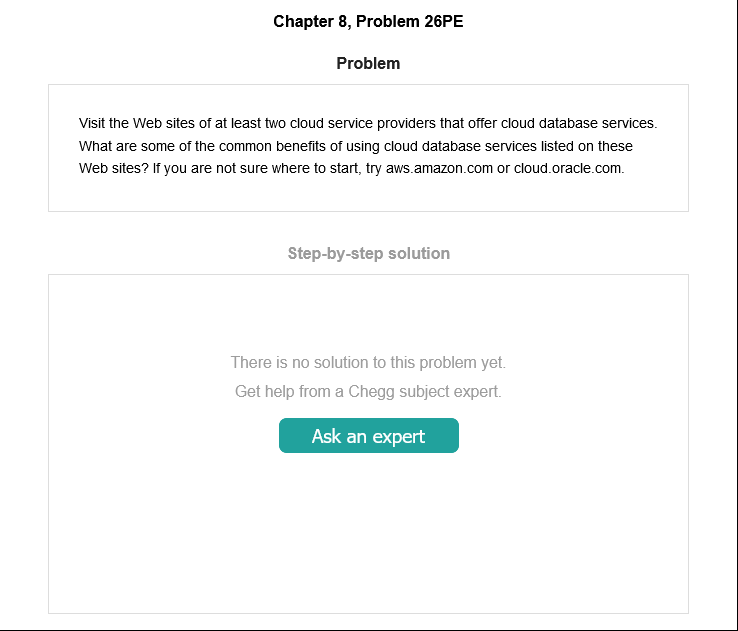 Chapter 8, Problem 26PE
Problem
Visit the Web sites of at least two cloud service providers that offer cloud database services.
What are some of the common benefits of using cloud database services listed on these
Web sites? If you are not sure where to start, try aws.amazon.com or cloud.oracle.com.
Step-by-step solution
There is no solution to this problem yet.
Get help from a Chegg subject expert.
Ask an expert